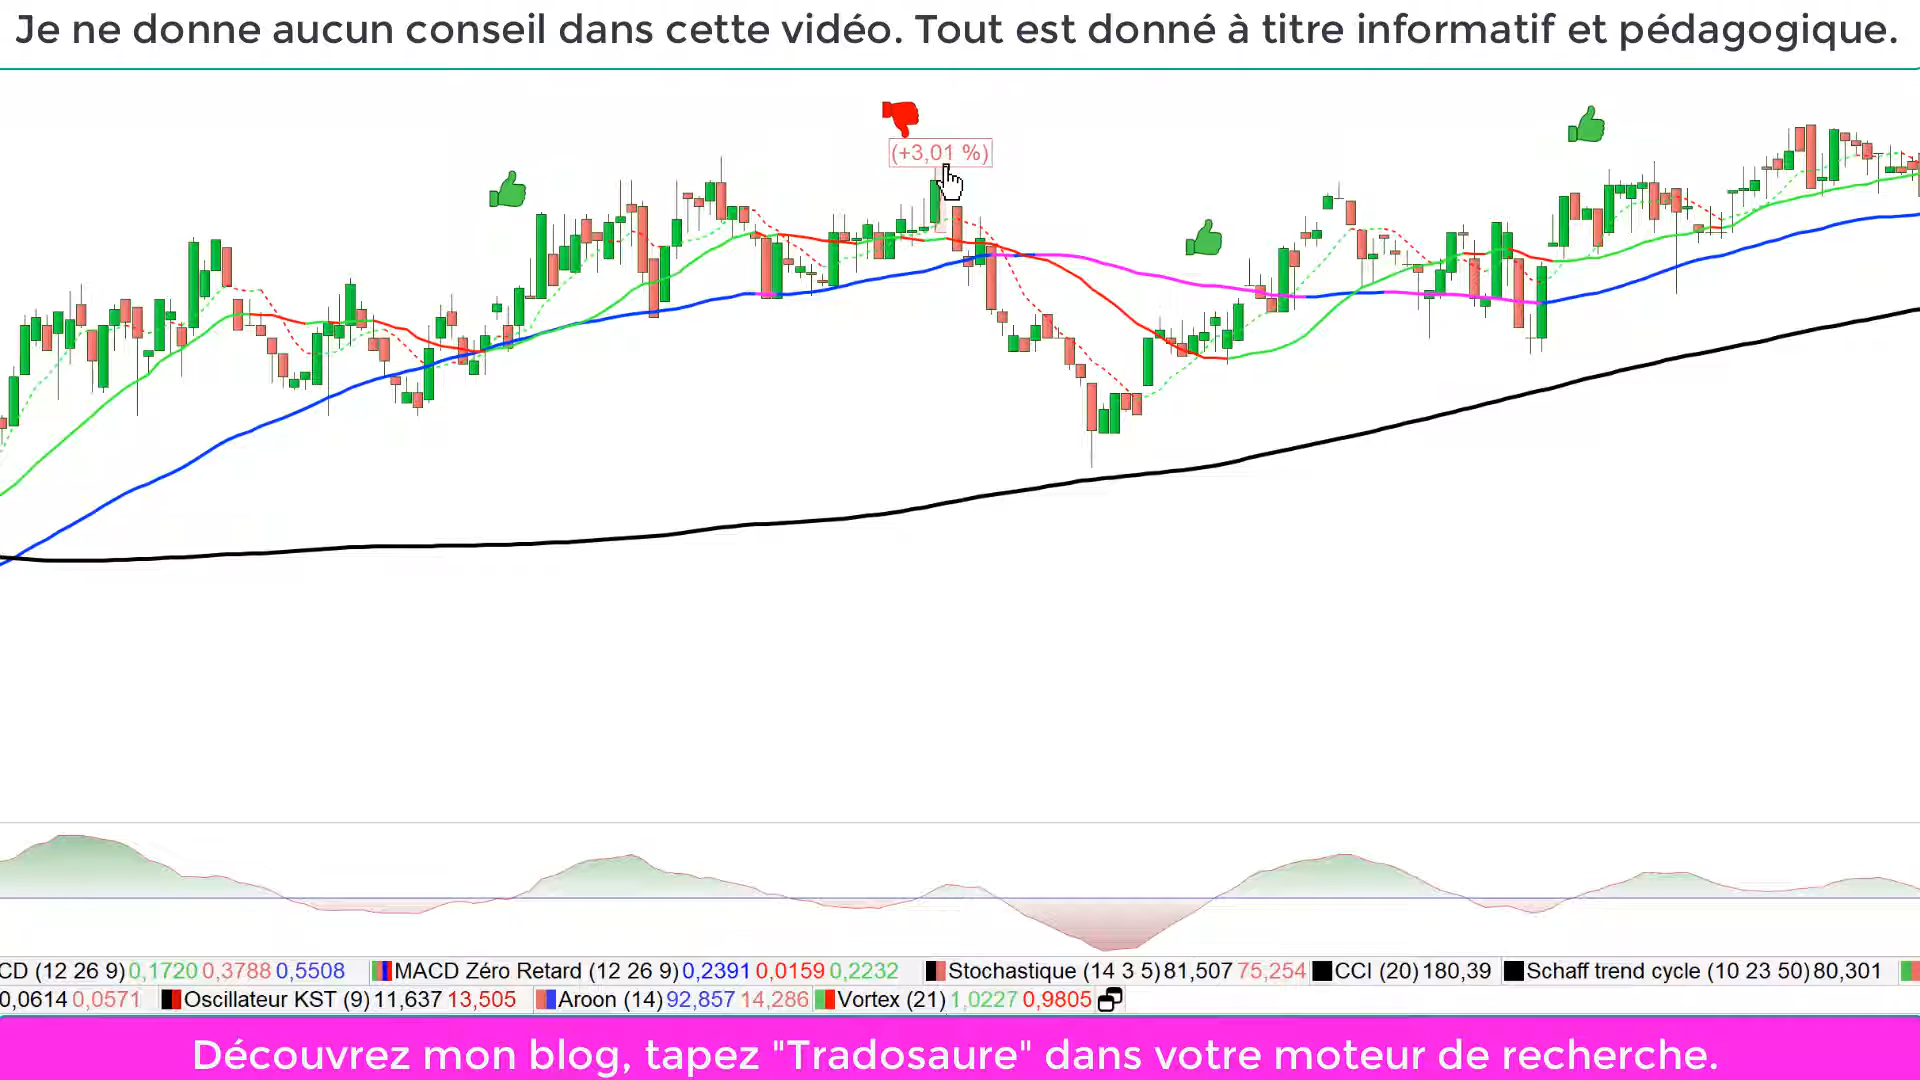 Je ne donne aucun conseil dans cette vidéo. Tout est donné à titre informatif et pédagogique.
(+3,01 %)
CD (12 26 9) 0,1720 0,3788 0,5508 MACD Zéro Retard (12 26 9) 0,2391 0,0159 0,2232 Stochastique (14 3 5) 81,507 75,254 CCI (20) 180,39 Schaff trend cycle (10 23 50) 80,301
0,0614 0,0571 Oscillateur KST (9) 11,637 13,505 Aroon (14) 92,857 14,286 Vortex (21) 1,0227 0,9805
Découvrez mon blog, tapez "Tradosaure" dans votre moteur de recherche.